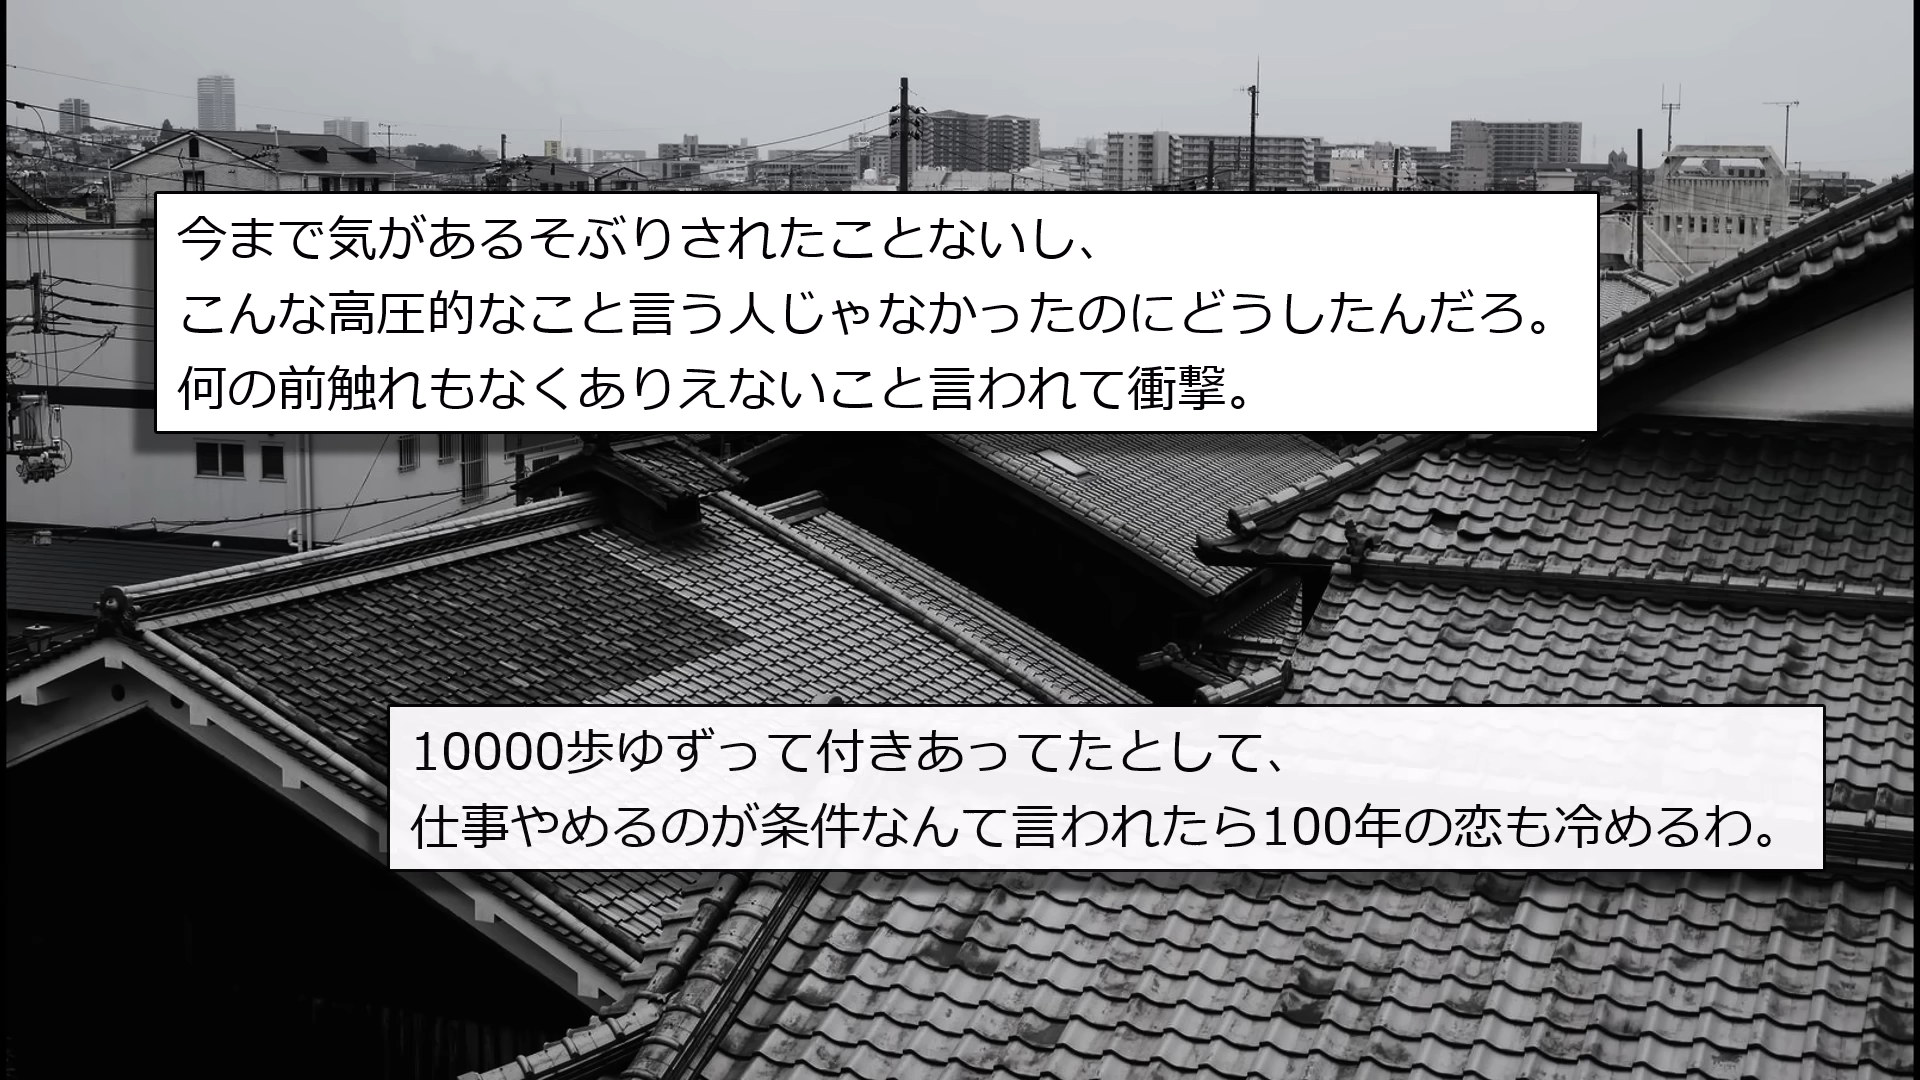 今まで気があるそぶりされたことないし、
こんな高圧的なこと言う人じゃなかったのにどうしたんだろ。
何の前触れもなくありえないこと言われて衝撃。
10000歩ゆずって付きあってたとして、
仕事やめるのが条件なんて言われたら100年の恋も冷めるわ。